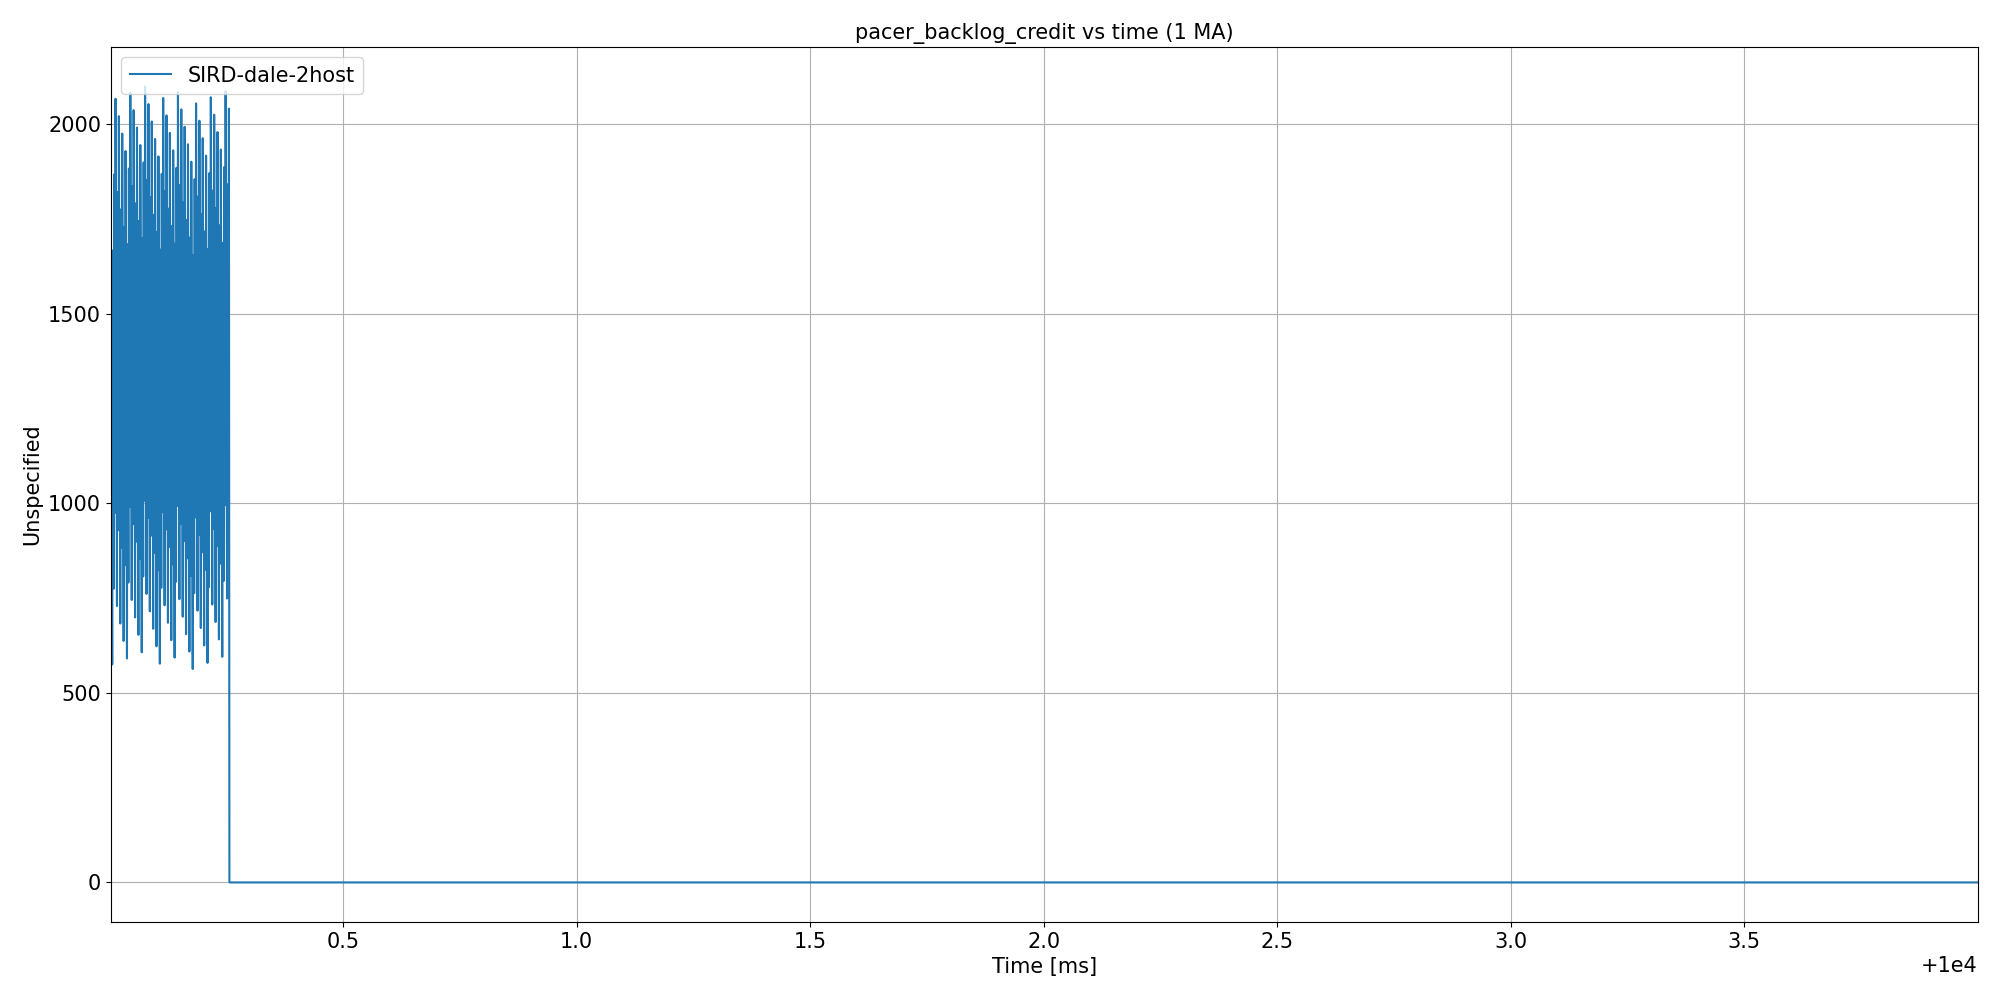 pacer_backlog_credit vs time (1 MA)
SIRD-dale-2host
2000
1500
1000
500
0
Unspecified
0.5 1.0 1.5 2.0 2.5 3.0 3.5
Time [ms]
+1e4